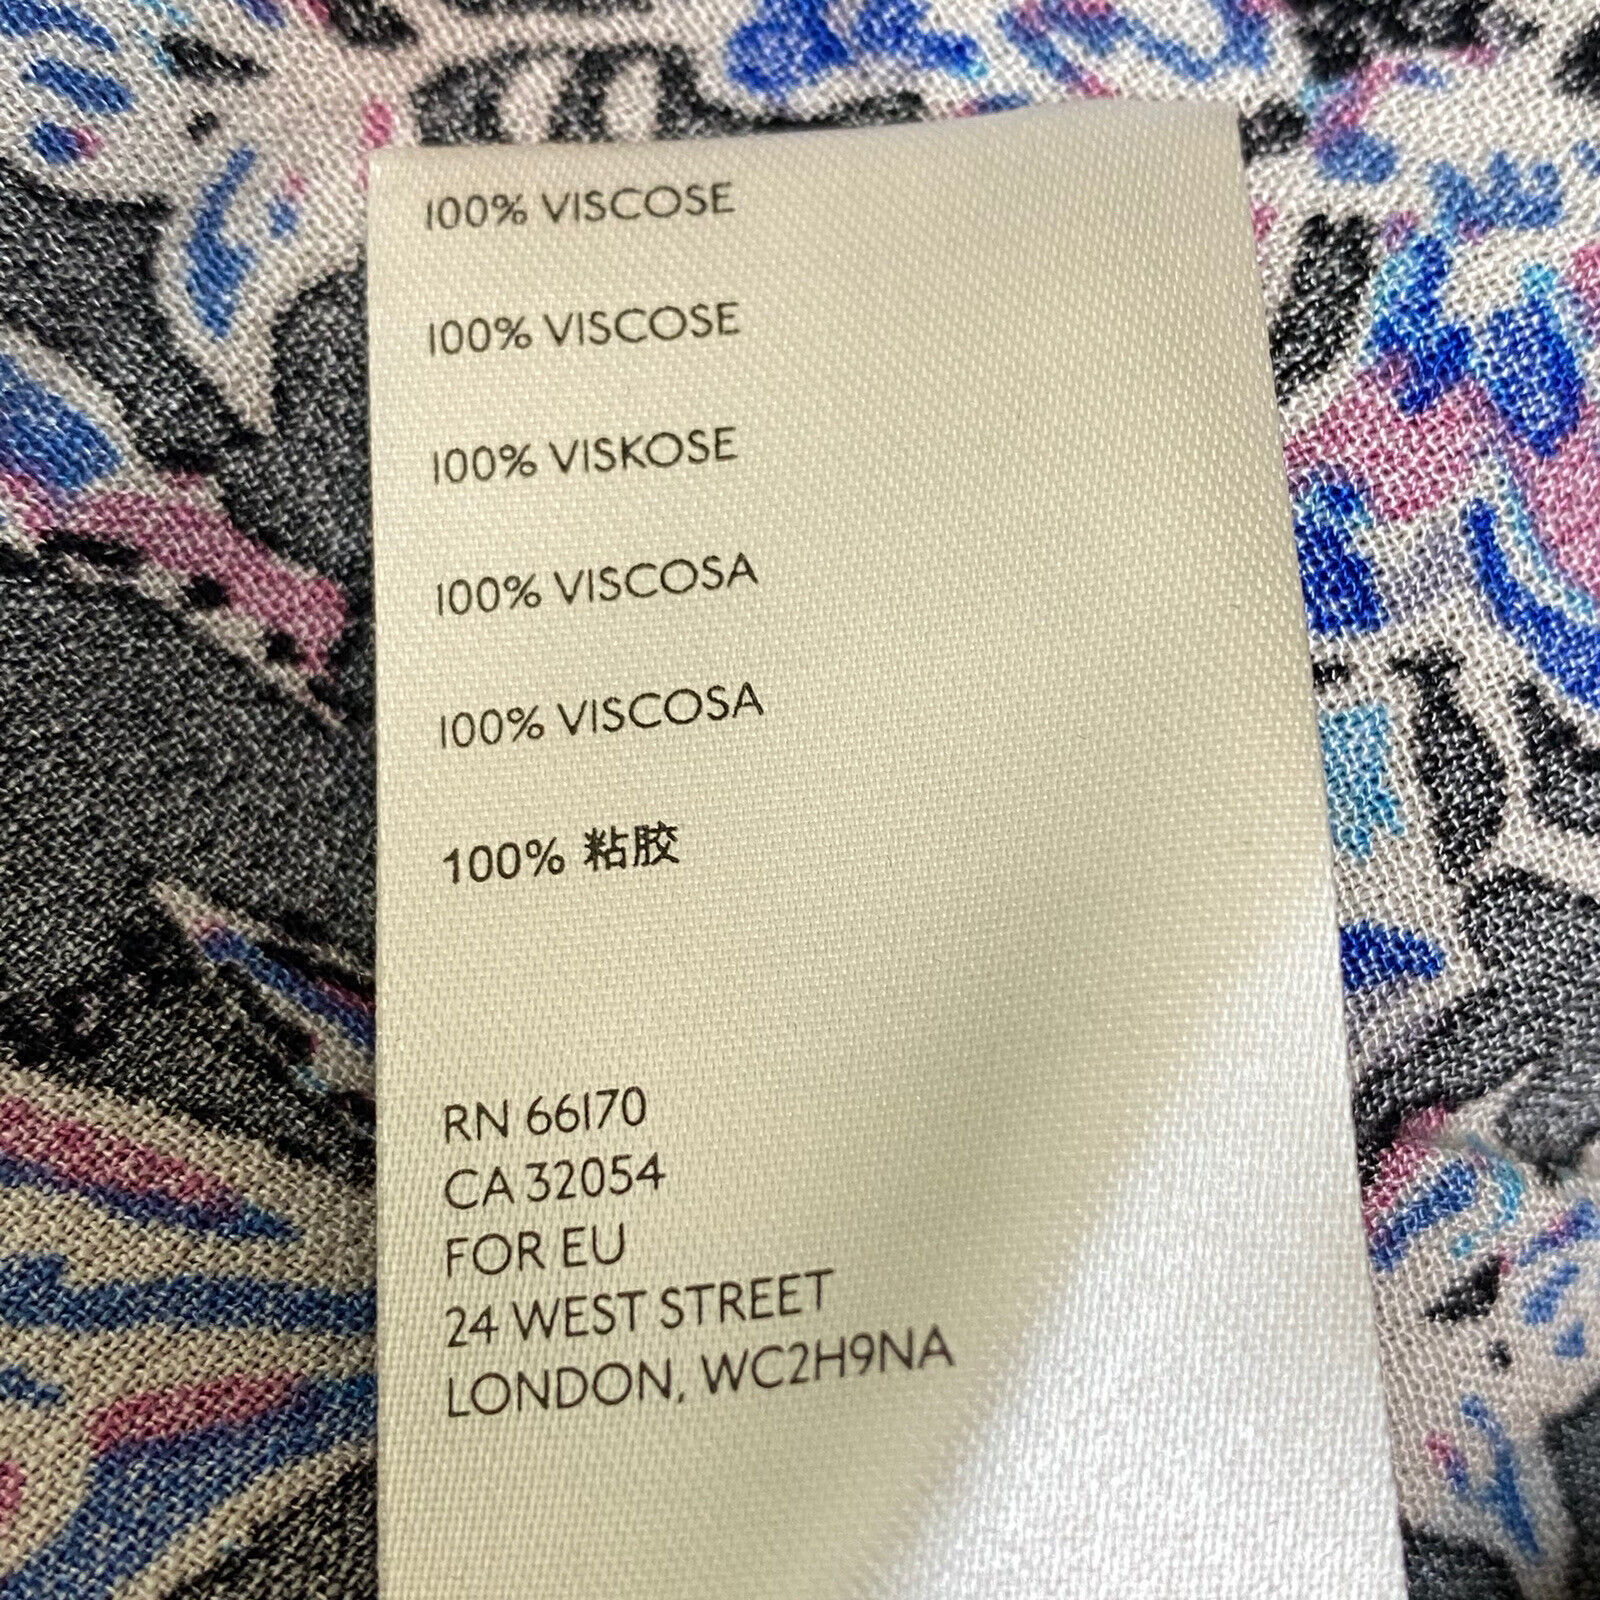 100% VISCOSE
100% VISCOSE
100% VISKOSE
100% VISCOSA
100% VISCOSA
100% 粘胶
RN 66170
CA 32054
FOR EU
24 WEST STREET
LONDON, WC2H9NA